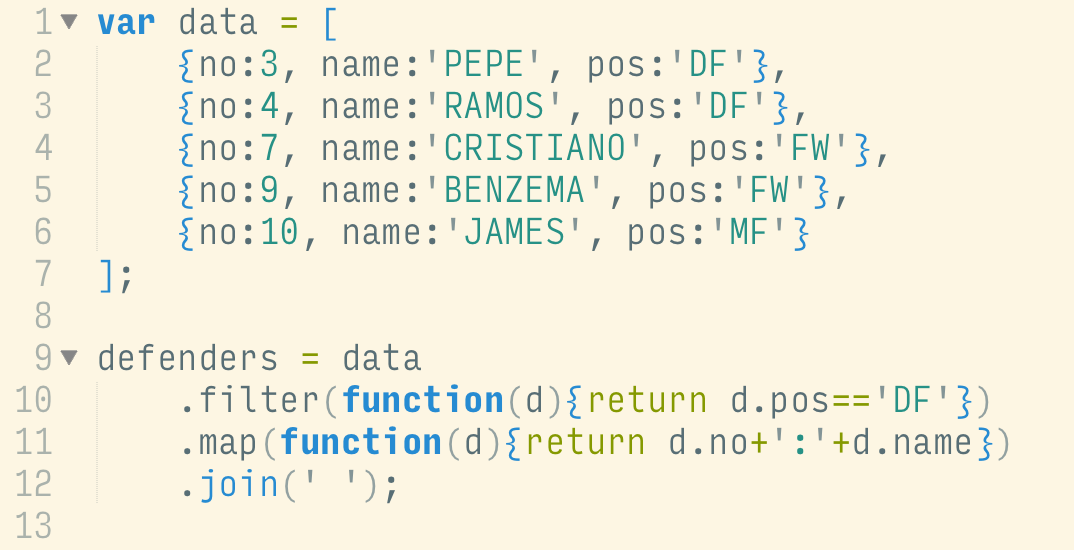 1 var data = [
2 {no:3, name:'PEPE', pos:'DF'},
3 {no:4, name:'RAMOS', pos:'DF'},
4 {no:7, name:'CRISTIANO', pos:'FW'},
5 {no:9, name:'BENZEMA', pos:'FW'},
6 {no:10, name:'JAMES', pos:'MF'}
7 ];
8
9 defenders = data
10 .filter(function(d){return d.pos=='DF'})
11 .map(function(d){return d.no+':'+d.name})
12 .join(' ');
13